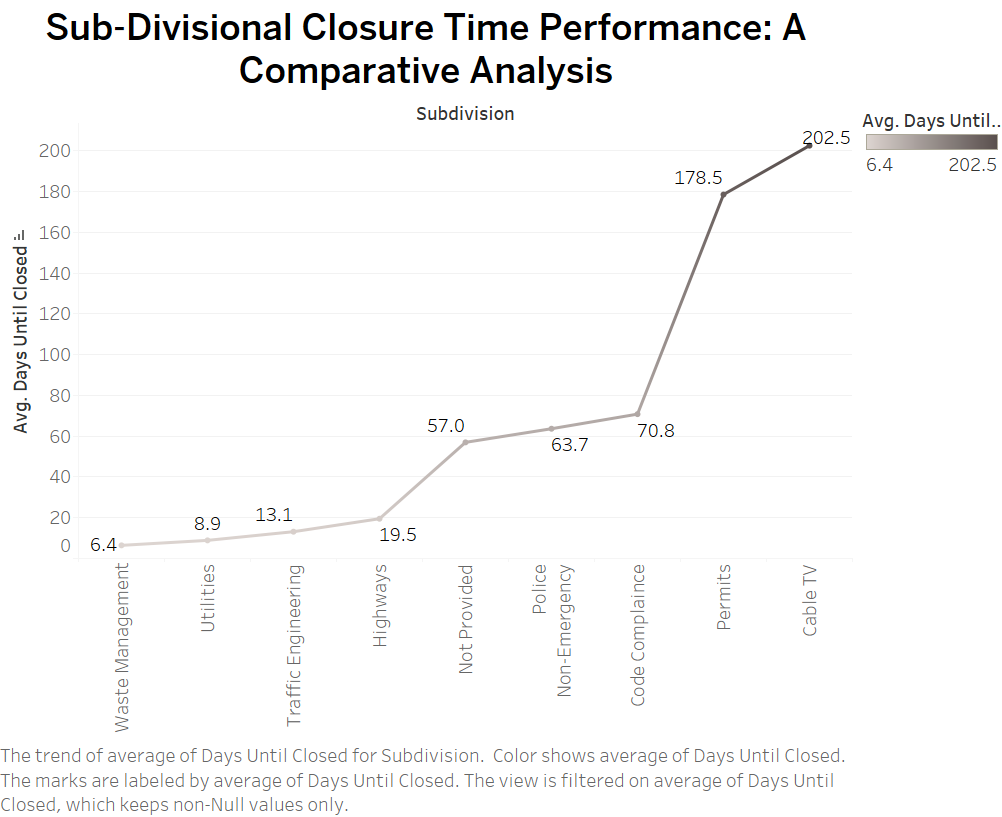 Sub-Divisional Closure Time Performance: A
Comparative Analysis
Subdivision
Avg. Days Until..
6.4
202.5
Avg. Days Until Closed
200
180
160
140
120
100
80
60
40
20
0
6.4
8.9
13.1
19.5
57.0
63.7
70.8
178.5
202.5
Waste Management
Utilities
Traffic Engineering
Highways
Not Provided
Police
Non-Emergency
Code Complaince
Permits
Cable TV
The trend of average of Days Until Closed for Subdivision.  Color shows average of Days Until Closed.
The marks are labeled by average of Days Until Closed. The view is filtered on average of Days Until
Closed, which keeps non-Null values only.